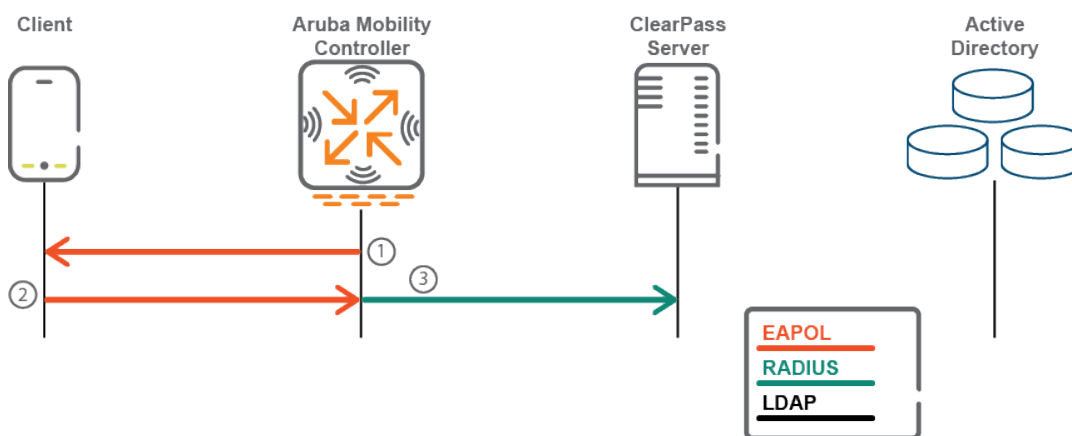 Client
Aruba Mobility
Controller
ClearPass
Server
Active
Directory
1
2
3
EAPOL
RADIUS
LDAP